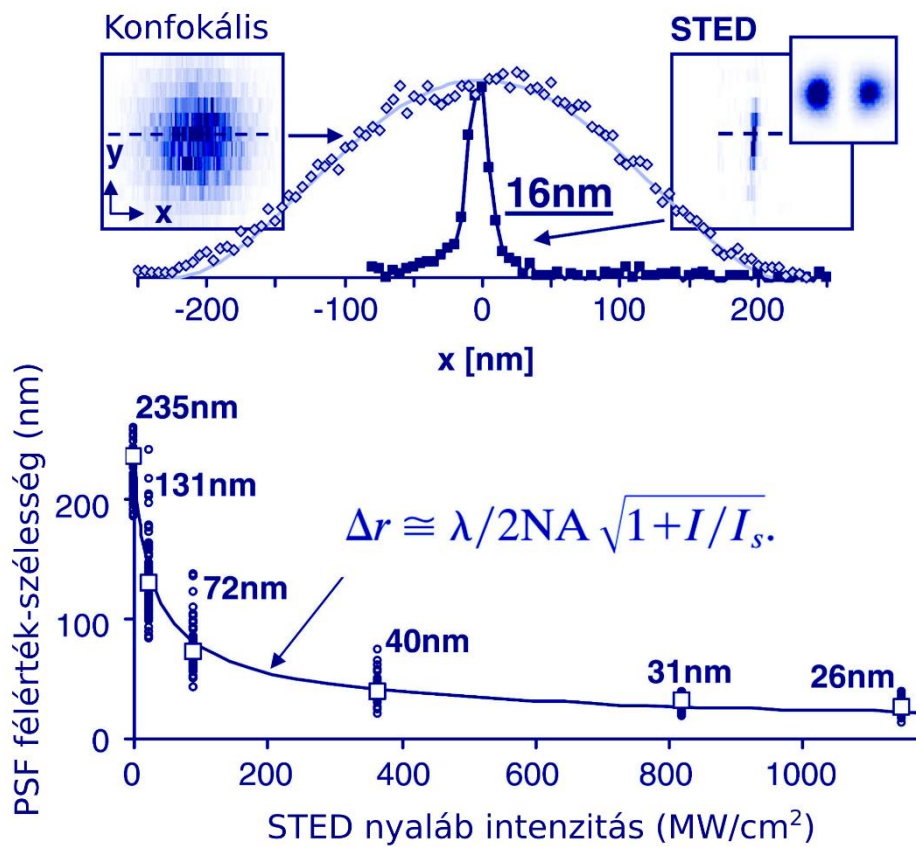 Konfokális
STED
y
x
16nm
-200 -100 0 100 200
x [nm]
PSF félérték-szélesség (nm)
235nm
131nm
72nm
40nm
31nm
26nm
Δr ≅ λ/2NA √1+I/Iₛ.
200
100
0
0 200 400 600 800 1000
STED nyaláb intenzitás (MW/cm²)